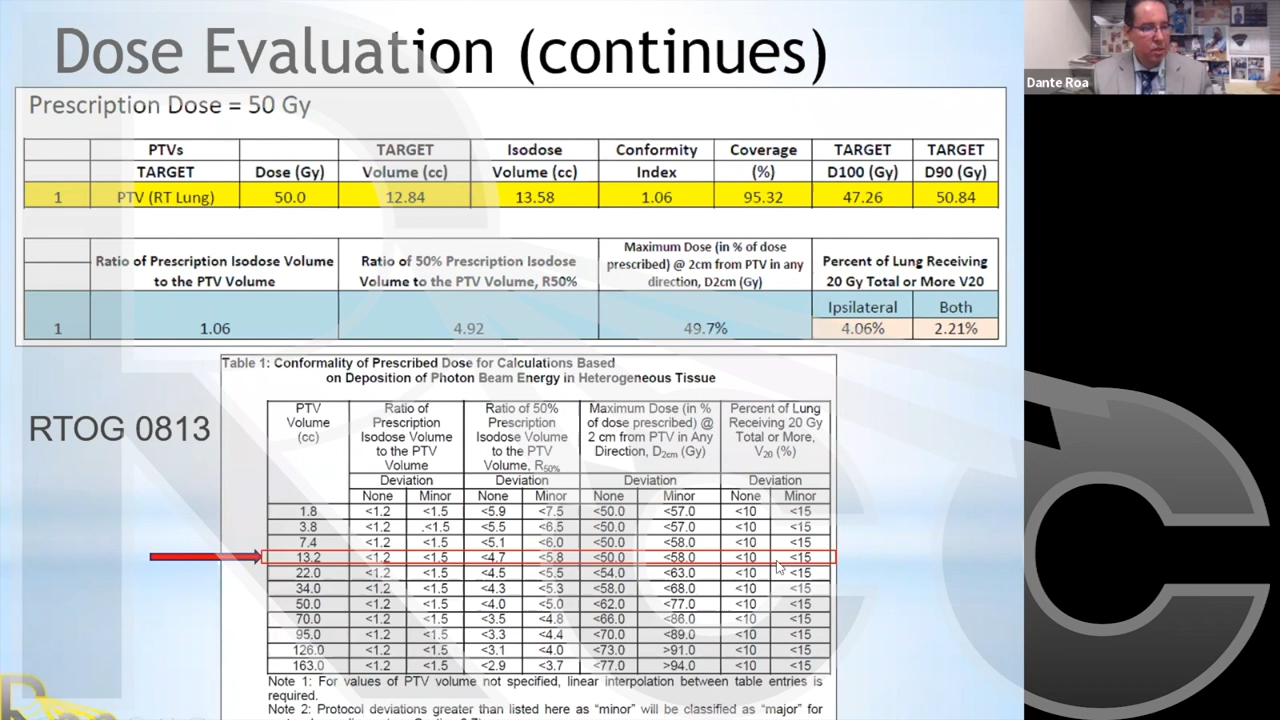 Dose Evaluation (continues)
Dante Roa
Prescription Dose = 50 Gy
PTVs TARGET Isodose Conformity Coverage TARGET TARGET
TARGET Dose (Gy) Volume (cc) Volume (cc) Index (%) D100 (Gy) D90 (Gy)
1 PTV (RT Lung) 50.0 12.84 13.58 1.06 95.32 47.26 50.84
Ratio of Prescription Isodose Volume
to the PTV Volume
Ratio of 50% Prescription Isodose
Volume to the PTV Volume, R50%
Maximum Dose (in % of dose
prescribed) @ 2cm from PTV in any
direction, D2cm (Gy)
Percent of Lung Receiving
20 Gy Total or More V20
Ipsilateral Both
1 1.06 4.92 49.7% 4.06% 2.21%
RTOG 0813
Table 1: Conformality of Prescribed Dose for Calculations Based
on Deposition of Photon Beam Energy in Heterogeneous Tissue
PTV
Volume
(cc)
Ratio of
Prescription
Isodose Volume
to the PTV
Volume
Ratio of 50%
Prescription
Isodose Volume
to the PTV
Volume, R50%
Maximum Dose (in %
of dose prescribed) @
2 cm from PTV in Any
Direction, D2cm (Gy)
Percent of Lung
Receiving 20 Gy
Total or More,
V20 (%)
Deviation Deviation Deviation Deviation
None Minor None Minor None Minor None Minor
1.8 <1.2 <1.5 <5.9 <7.5 <50.0 <57.0 <10 <15
3.8 <1.2 .<1.5 <5.5 <6.5 <50.0 <57.0 <10 <15
7.4 <1.2 <1.5 <5.1 <6.0 <50.0 <58.0 <10 <15
13.2 <1.2 <1.5 <4.7 <5.8 <50.0 <58.0 <10 <15
22.0 <1.2 <1.5 <4.5 <5.5 <54.0 <63.0 <10 <15
34.0 <1.2 <1.5 <4.3 <5.3 <58.0 <68.0 <10 <15
50.0 <1.2 <1.5 <4.0 <5.0 <62.0 <77.0 <10 <15
70.0 <1.2 <1.5 <3.5 <4.8 <66.0 <86.0 <10 <15
95.0 <1.2 <1.5 <3.3 <4.4 <70.0 <89.0 <10 <15
126.0 <1.2 <1.5 <3.1 <4.0 <73.0 >91.0 <10 <15
163.0 <1.2 <1.5 <2.9 <3.7 <77.0 >94.0 <10 <15
Note 1: For values of PTV volume not specified, linear interpolation between table entries is
required.
Note 2: Protocol deviations greater than listed here as “minor” will be classified as “major” for